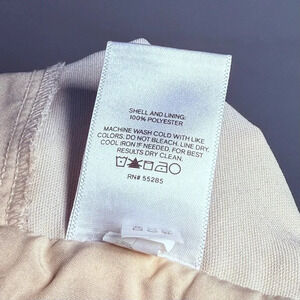 SHELL AND LINING:
100% POLYESTER
MACHINE WASH COLD WITH LIKE
COLORS. DO NOT BLEACH. LINE DRY
COOL IRON IF NEEDED. FOR BEST
RESULTS DRY CLEAN.
RN# 55285